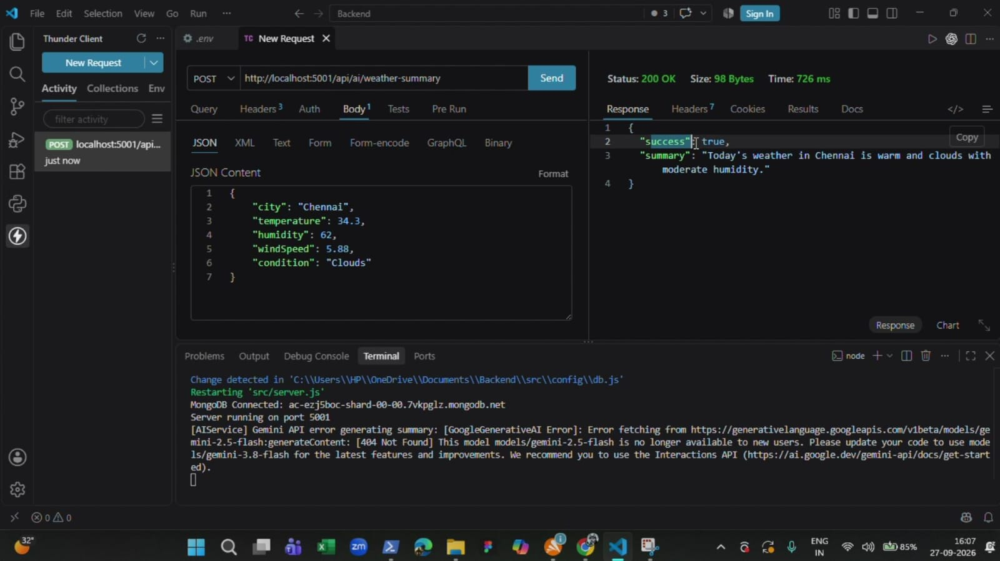 File Edit Selection View Go Run ···
Backend
3
Sign In
Thunder Client
.env
TC New Request
New Request
POST
http://localhost:5001/api/ai/weather-summary
Send
Status: 200 OK Size: 98 Bytes Time: 726 ms
Activity Collections Env
Query Headers 3 Auth Body 1 Tests Pre Run
Response Headers 7 Cookies Results Docs
</>
filter activity
POST localhost:5001/api...
just now
JSON XML Text Form Form-encode GraphQL Binary
JSON Content
Format
1 {
2 "city": "Chennai",
3 "temperature": 34.3,
4 "humidity": 62,
5 "windSpeed": 5.88,
6 "condition": "Clouds"
7 }
1 {
2 "success": true,
Copy
3 "summary": "Today's weather in Chennai is warm and clouds with
moderate humidity."
4 }
Response Chart
Problems Output Debug Console Terminal Ports
node
Change detected in 'C:\\Users\\HP\\OneDrive\\Documents\\Backend\\src\\config\\db.js'
Restarting 'src/server.js'
MongoDB Connected: ac-ezj5boc-shard-00-00.7vkpglz.mongodb.net
Server running on port 5001
[AIService] Gemini API error generating summary: [GoogleGenerativeAI Error]: Error fetching from https://generativelanguage.googleapis.com/v1beta/models/ge
mini-2.5-flash:generateContent: [404 Not Found] This model models/gemini-2.5-flash is no longer available to new users. Please update your code to use mode
ls/gemini-3.8-flash for the latest features and improvements. We recommend you to use the Interactions API (https://ai.google.dev/gemini-api/docs/get-start
ed).
0 0
32°
zm
ENG
IN
85%
16:07
27-09-2026